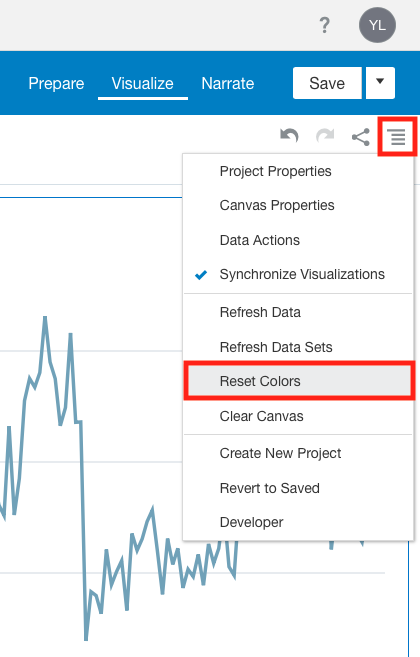 ?
YL
Prepare Visualize Narrate Save
Project Properties
Canvas Properties
Data Actions
Synchronize Visualizations
Refresh Data
Refresh Data Sets
Reset Colors
Clear Canvas
Create New Project
Revert to Saved
Developer